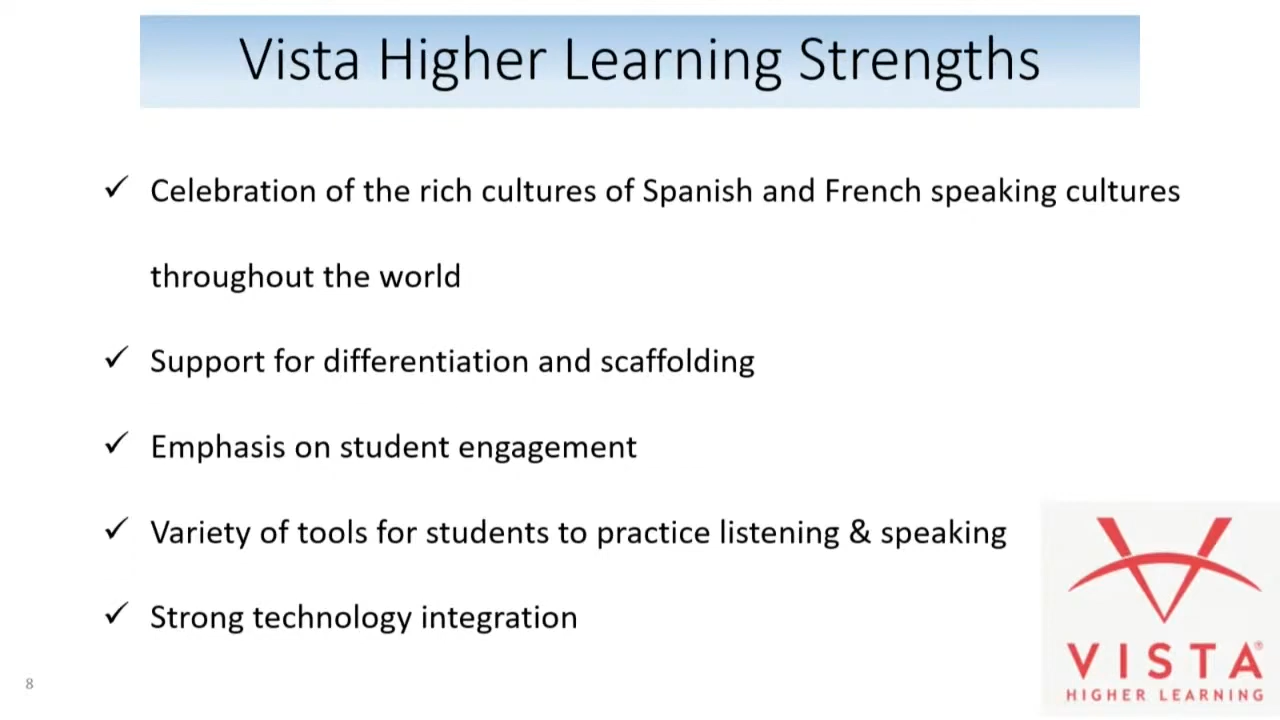 Vista Higher Learning Strengths
✓ Celebration of the rich cultures of Spanish and French speaking cultures
throughout the world
✓ Support for differentiation and scaffolding
✓ Emphasis on student engagement
✓ Variety of tools for students to practice listening & speaking
✓ Strong technology integration
VISTA®
HIGHER LEARNING
8